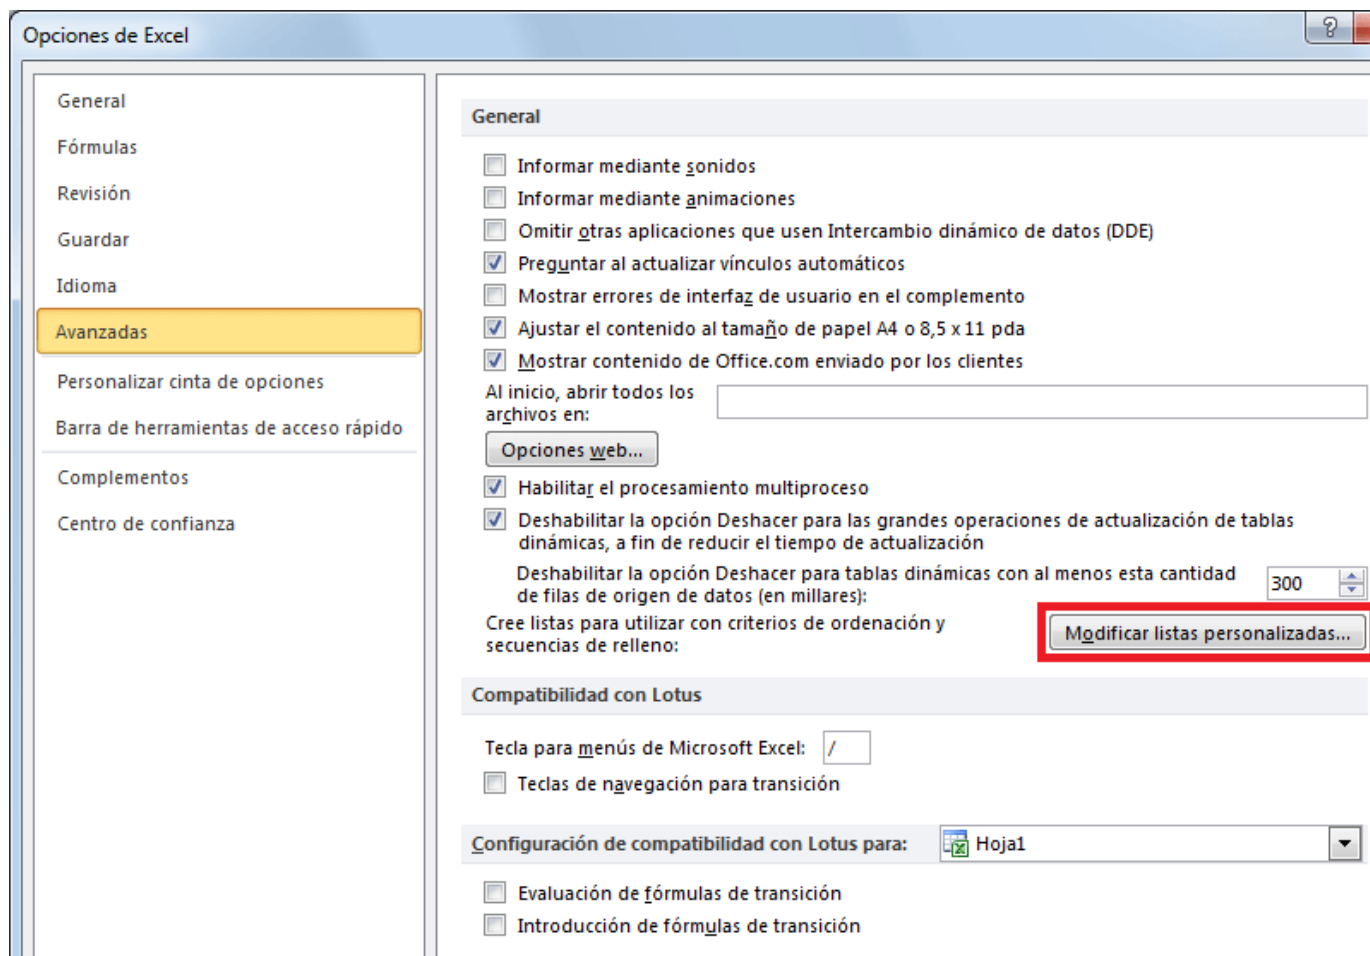 Opciones de Excel
?
General
Fórmulas
Revisión
Guardar
Idioma
Avanzadas
Personalizar cinta de opciones
Barra de herramientas de acceso rápido
Complementos
Centro de confianza
General
Informar mediante sonidos
Informar mediante animaciones
Omitir otras aplicaciones que usen Intercambio dinámico de datos (DDE)
Preguntar al actualizar vínculos automáticos
Mostrar errores de interfaz de usuario en el complemento
Ajustar el contenido al tamaño de papel A4 o 8,5 x 11 pda
Mostrar contenido de Office.com enviado por los clientes
Al inicio, abrir todos los
archivos en:
Opciones web...
Habilitar el procesamiento multiproceso
Deshabilitar la opción Deshacer para las grandes operaciones de actualización de tablas
dinámicas, a fin de reducir el tiempo de actualización
Deshabilitar la opción Deshacer para tablas dinámicas con al menos esta cantidad
de filas de origen de datos (en millares):
300
Cree listas para utilizar con criterios de ordenación y
secuencias de relleno:
Modificar listas personalizadas...
Compatibilidad con Lotus
Tecla para menús de Microsoft Excel: /
Teclas de navegación para transición
Configuración de compatibilidad con Lotus para: Hoja1
Evaluación de fórmulas de transición
Introducción de fórmulas de transición